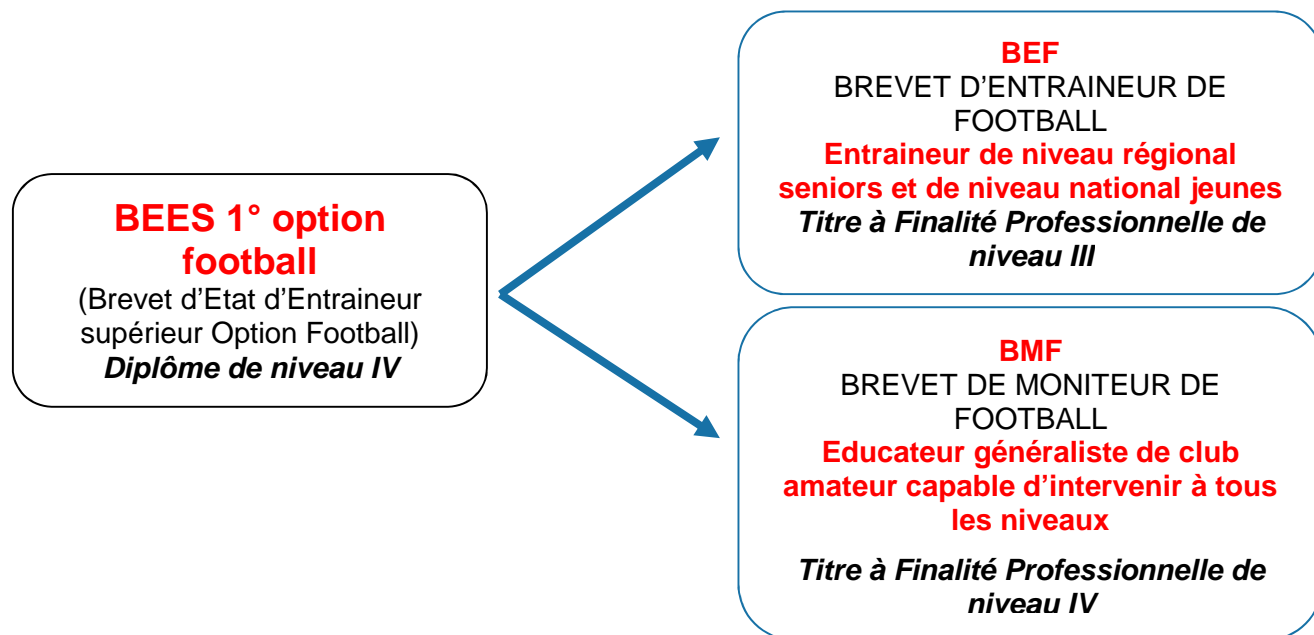 BEES 1° option
football
(Brevet d’Etat d’Entraineur
supérieur Option Football)
Diplôme de niveau IV
BEF
BREVET D’ENTRAINEUR DE
FOOTBALL
Entraineur de niveau régional
seniors et de niveau national jeunes
Titre à Finalité Professionnelle de
niveau III
BMF
BREVET DE MONITEUR DE
FOOTBALL
Educateur généraliste de club
amateur capable d’intervenir à tous
les niveaux
Titre à Finalité Professionnelle de
niveau IV